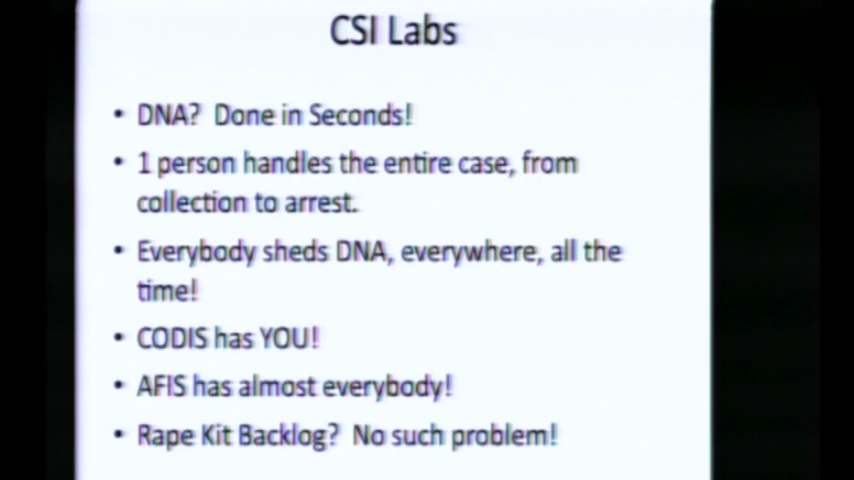 CSI Labs
• DNA? Done in Seconds!
• 1 person handles the entire case, from
collection to arrest.
• Everybody sheds DNA, everywhere, all the
time!
• CODIS has YOU!
• AFIS has almost everybody!
• Rape Kit Backlog? No such problem!